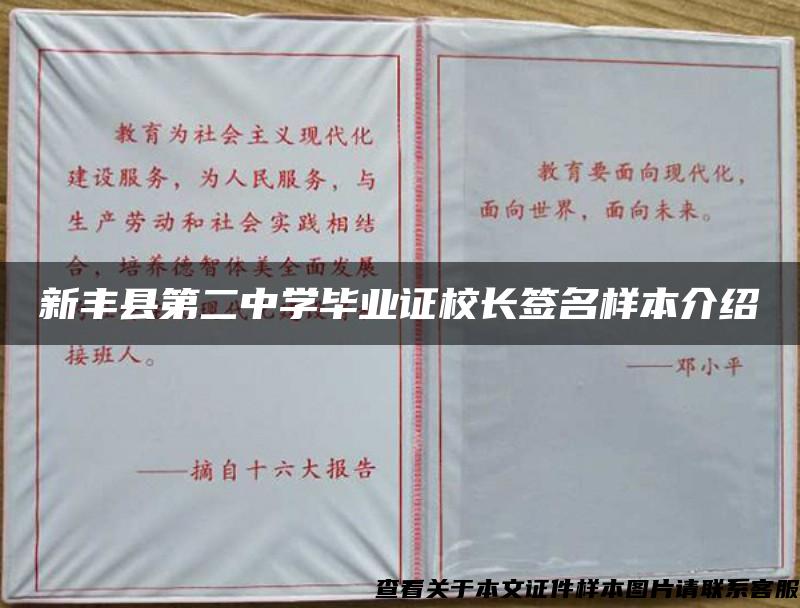 教育为社会主义现代化
建设服务，为人民服务，与
生产劳动和社会实践相结
合，培养德智体美全面发展
现代化建设
接班人。
——摘自十六大报告
教育要面向现代化，
面向世界，面向未来。
——邓小平
新丰县第二中学毕业证校长签名样本介绍
查看关于本文证件样本图片请联系客服